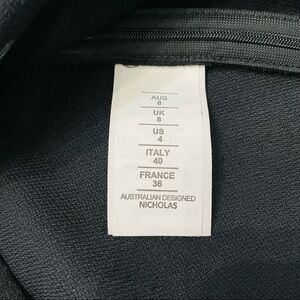 AUS
8
UK
8
US
4
ITALY
40
FRANCE
36
AUSTRALIAN DESIGNED
NICHOLAS